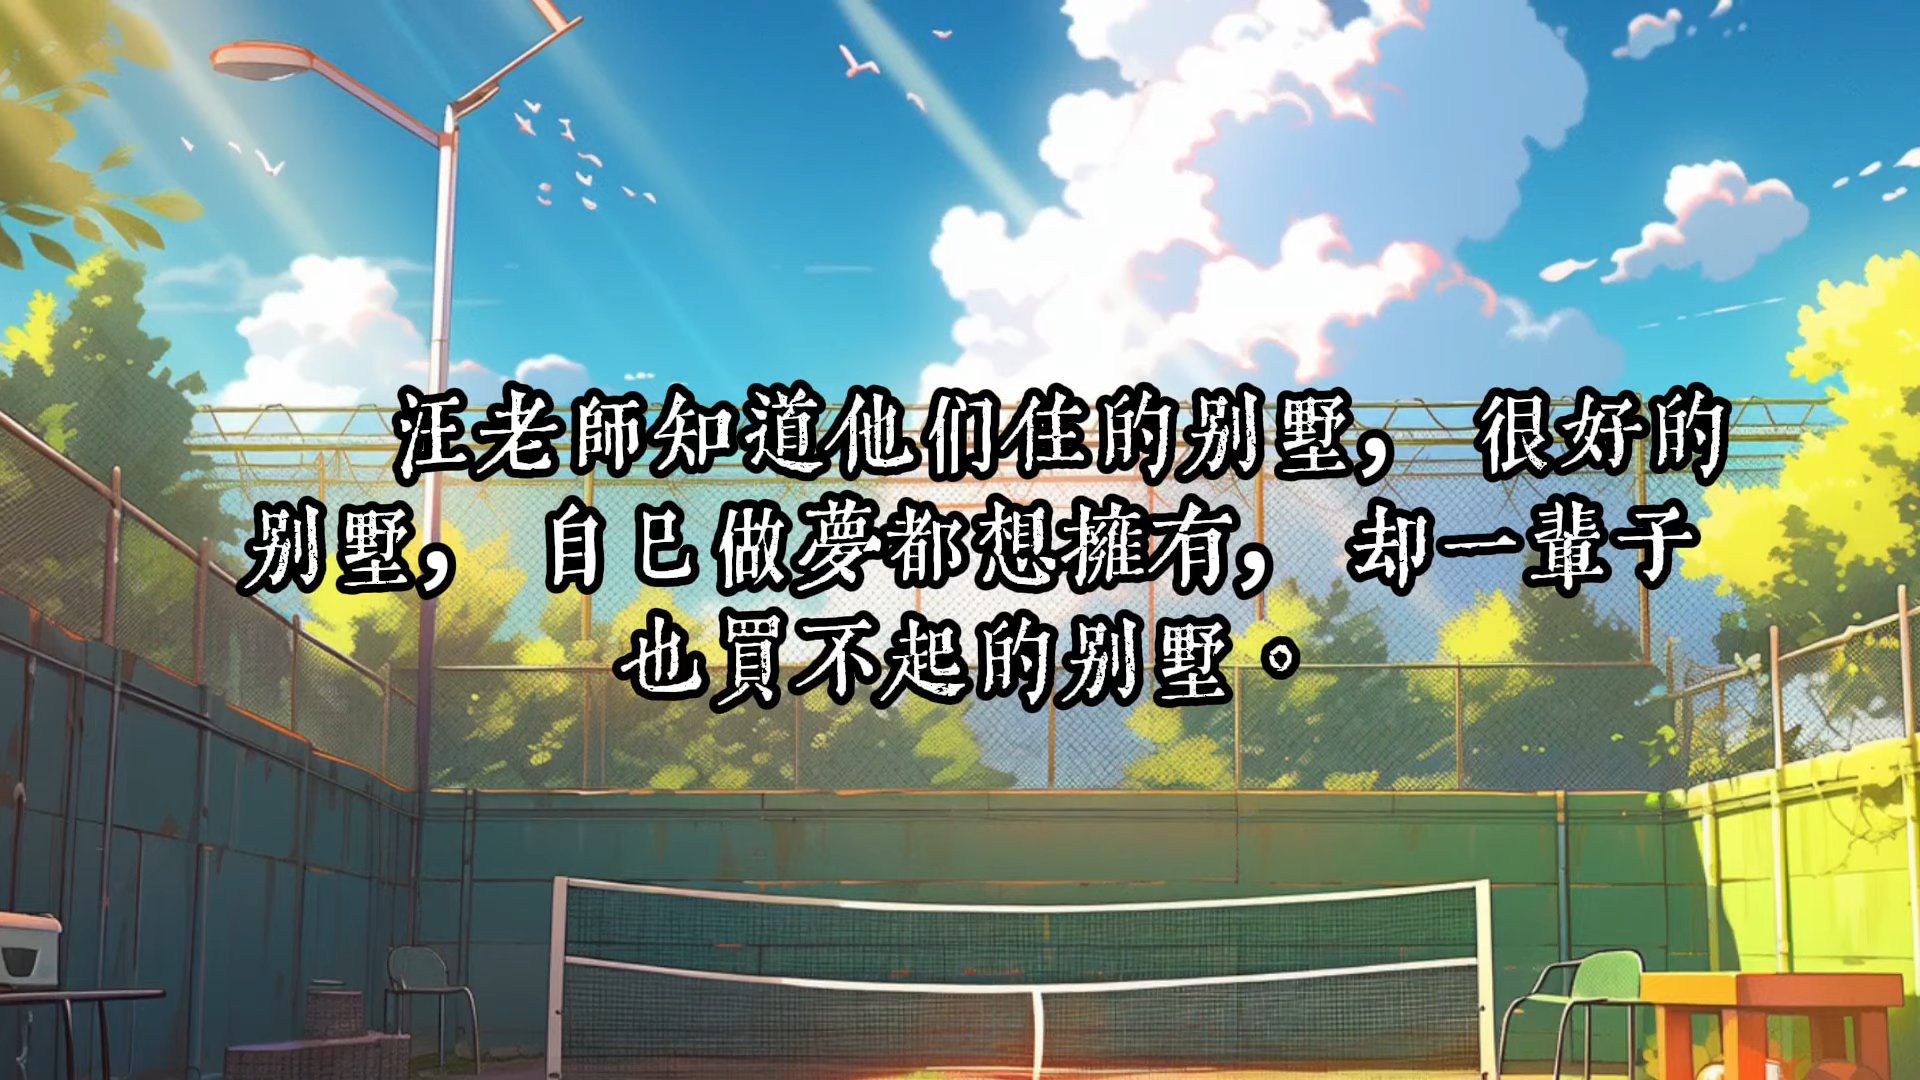 汪老師知道他们住的别墅，很好的
别墅，自己做夢都想擁有，却一輩子
也買不起的别墅。